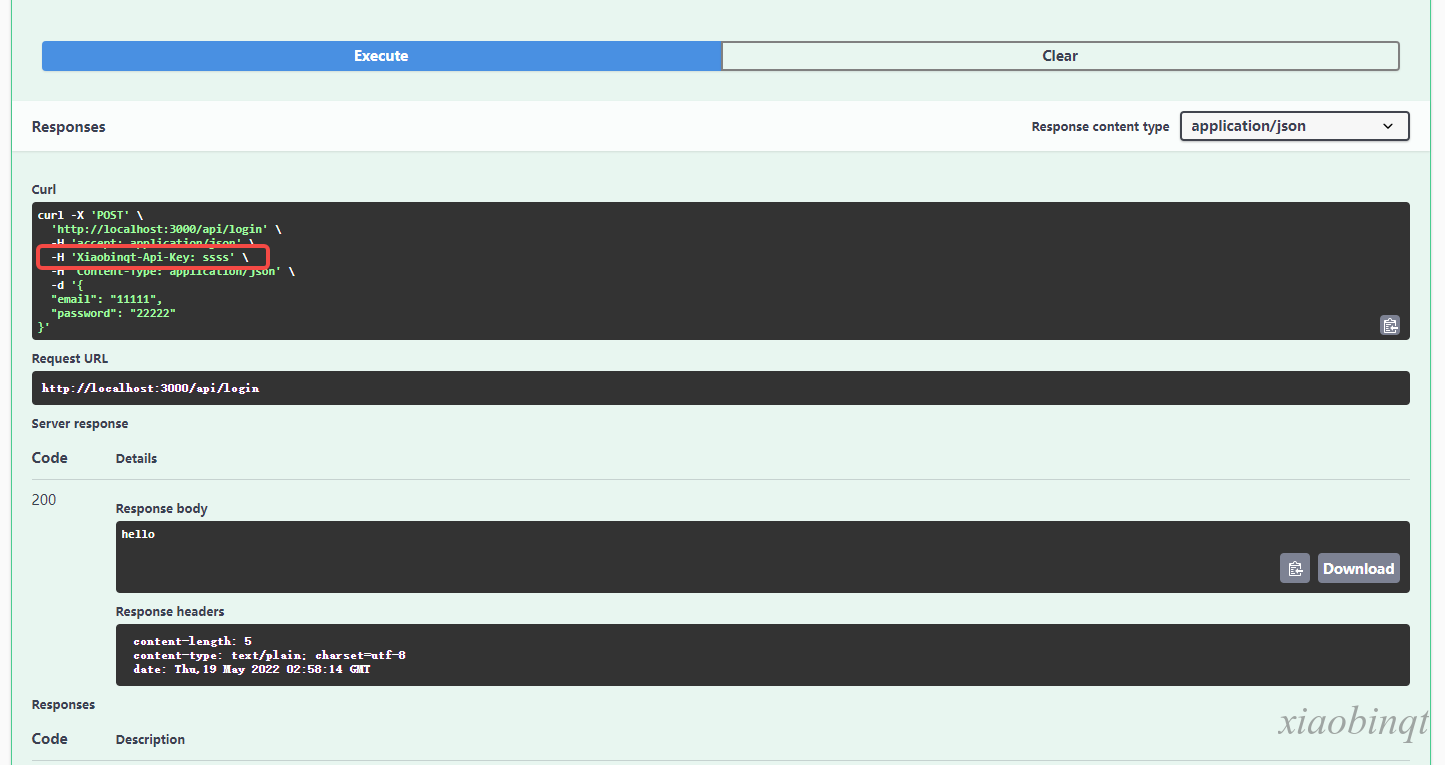 Execute
Clear
Responses
Response content type
application/json
Curl
curl -X 'POST' \
'http://localhost:3000/api/login' \
-H 'accept: application/json' \
-H 'Xiaobinqt-Api-Key: ssss' \
-H 'Content-Type: application/json' \
-d '{
"email": "11111",
"password": "22222"
}'
Request URL
http://localhost:3000/api/login
Server response
Code
Details
200
Response body
hello
Download
Response headers
content-length: 5
content-type: text/plain; charset=utf-8
date: Thu,19 May 2022 02:58:14 GMT
Responses
Code
Description
xiaobinqt